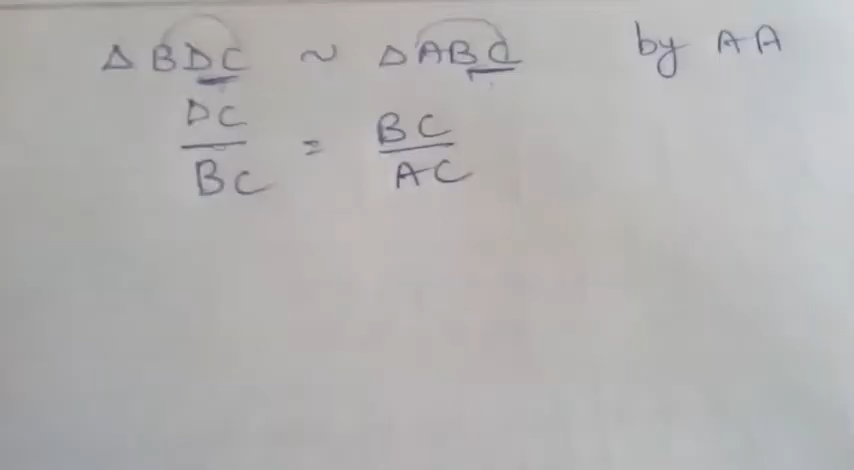 Δ BDC ~ Δ ABC by AA
DC/BC = BC/AC